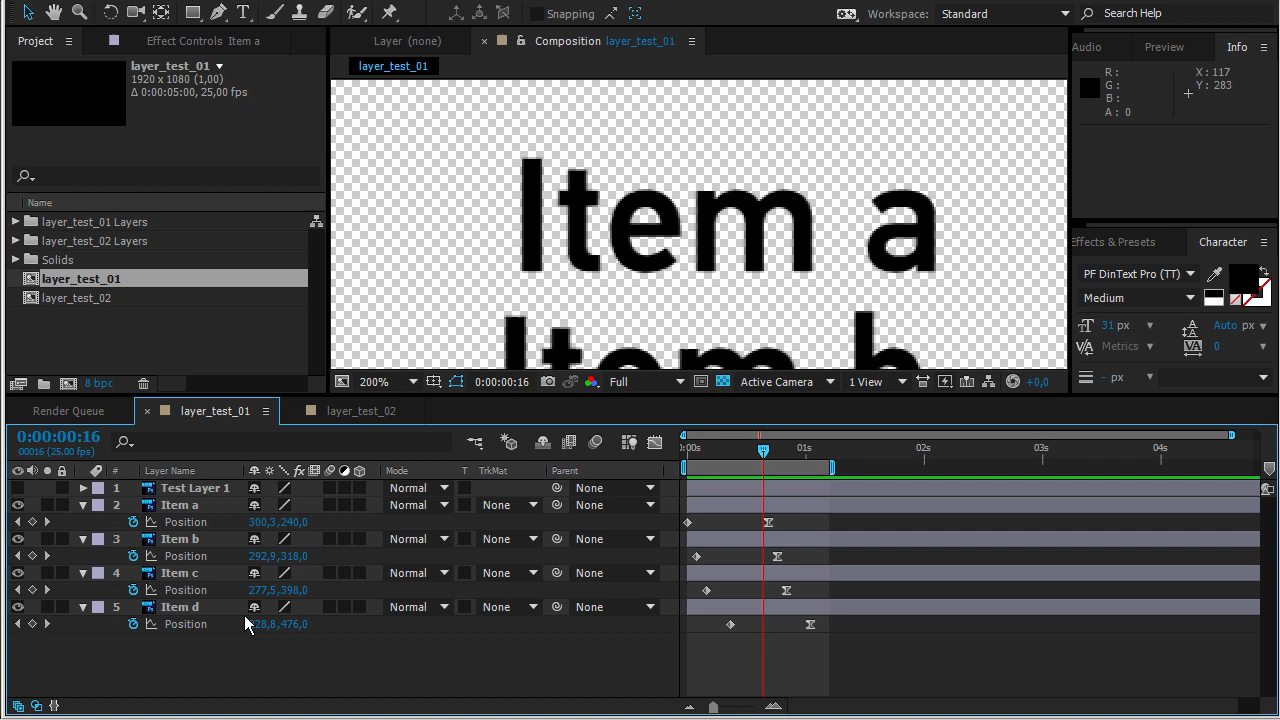 Snapping
Workspace: Standard
Search Help
Project
Effect Controls Item a
Layer (none)
Composition layer_test_01
Audio
Preview
Info
layer_test_01
1920 x 1080 (1,00)
Δ 0:00:05:00, 25,00 fps
layer_test_01
R :
G :
B :
A : 0
X : 117
Y : 283
Item a
Name
layer_test_01 Layers
layer_test_02 Layers
Solids
layer_test_01
layer_test_02
Effects & Presets
Character
PF DinText Pro (TT)
Medium
31 px
Auto px
Metrics
0
- px
Item b
8 bpc
200%
0:00:00:16
Full
Active Camera
1 View
+0,0
Render Queue
layer_test_01
layer_test_02
0:00:00:16
00016 (25.00 fps)
:00s 01s 02s 03s 04s
# Layer Name Mode T TrkMat Parent
1 Test Layer 1 Normal None
2 Item a Normal None None
Position 300,3,240,0
3 Item b Normal None None
Position 292,9,318,0
4 Item c Normal None None
Position 277,5,398,0
5 Item d Normal None None
Position 28,8,476,0